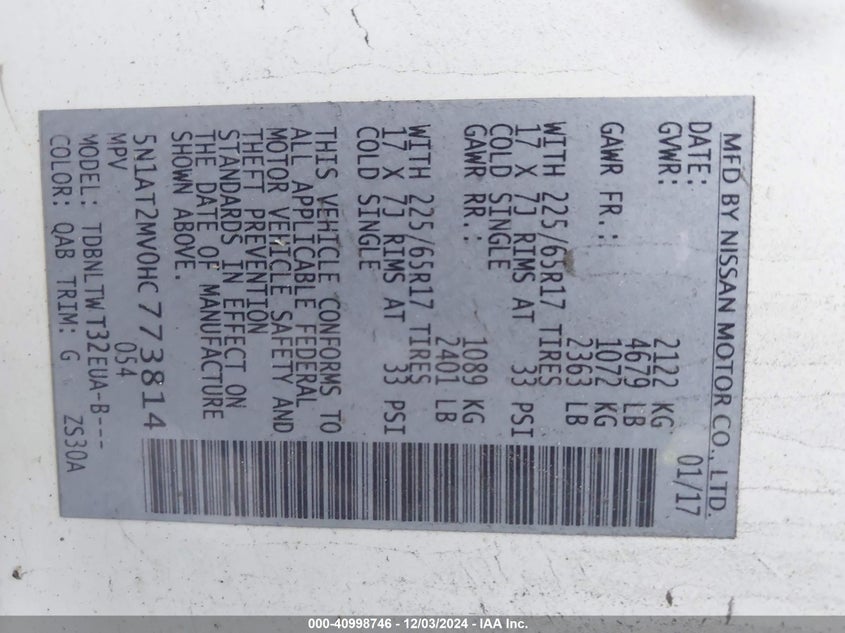 MFD BY NISSAN MOTOR CO., LTD.
DATE: 01/17
GVWR: 2122 KG
4679 LB
GAWR FR.: 1072 KG
2363 LB
WITH 225/65R17 TIRES
17 X 7J RIMS AT 33 PSI
COLD SINGLE
GAWR RR.: 1089 KG
2401 LB
WITH 225/65R17 TIRES
17 X 7J RIMS AT 33 PSI
COLD SINGLE
THIS VEHICLE CONFORMS TO
ALL APPLICABLE FEDERAL
MOTOR VEHICLE SAFETY AND
THEFT PREVENTION
STANDARDS IN EFFECT ON
THE DATE OF MANUFACTURE
SHOWN ABOVE.
5N1AT2MV0HC773814
MPV 054
MODEL: TDBNLTWT32EUA-B---
COLOR: QAB TRIM: G ZS30A
000-40998746 - 12/03/2024 - IAA Inc.